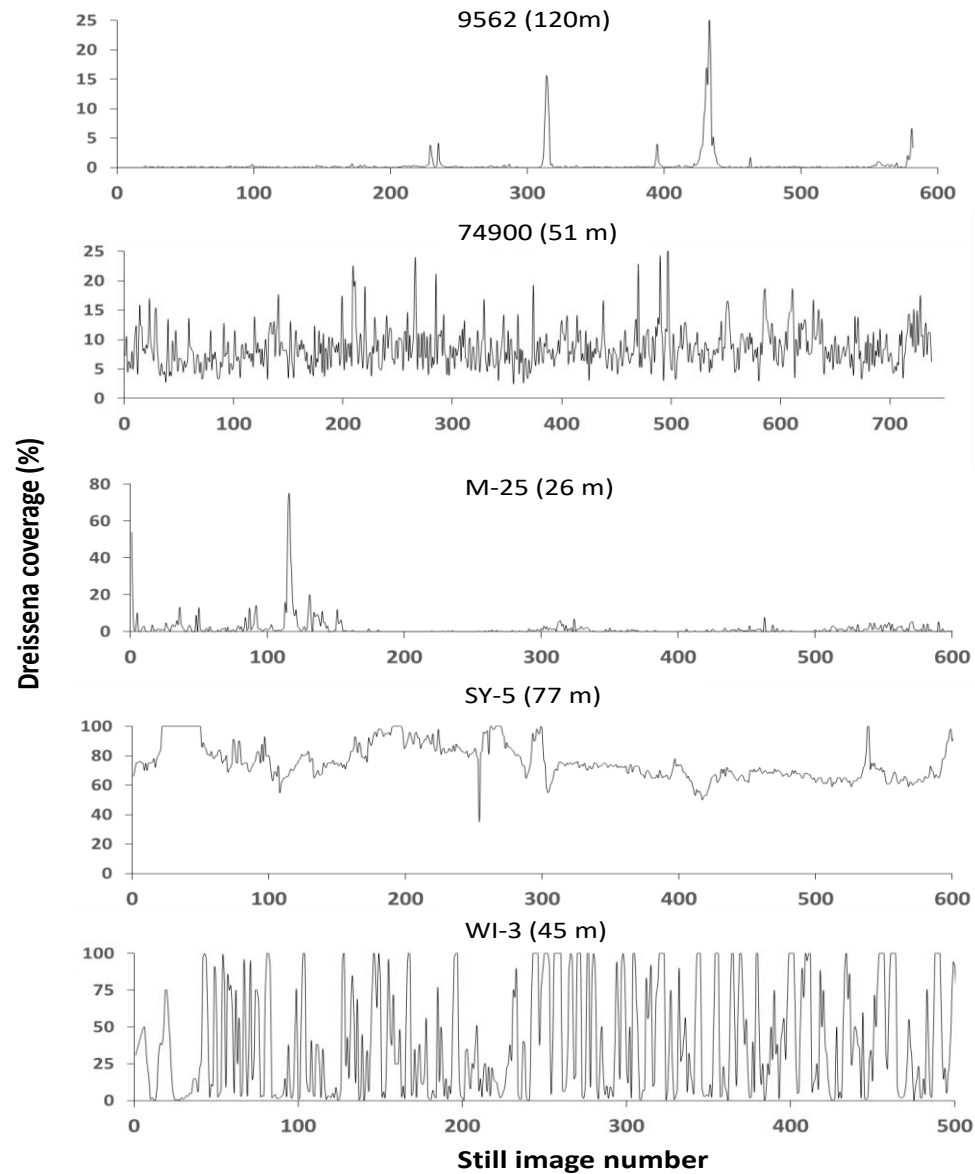 9562 (120m)
25
20
15
10
5
0
0 100 200 300 400 500 600
74900 (51 m)
25
20
15
10
5
0
0 100 200 300 400 500 600 700
M-25 (26 m)
80
60
40
20
0
0 100 200 300 400 500 600
SY-5 (77 m)
100
80
60
40
20
0
0 100 200 300 400 500 600
WI-3 (45 m)
100
75
50
25
0
0 100 200 300 400 500
Dreissena coverage (%)
Still image number